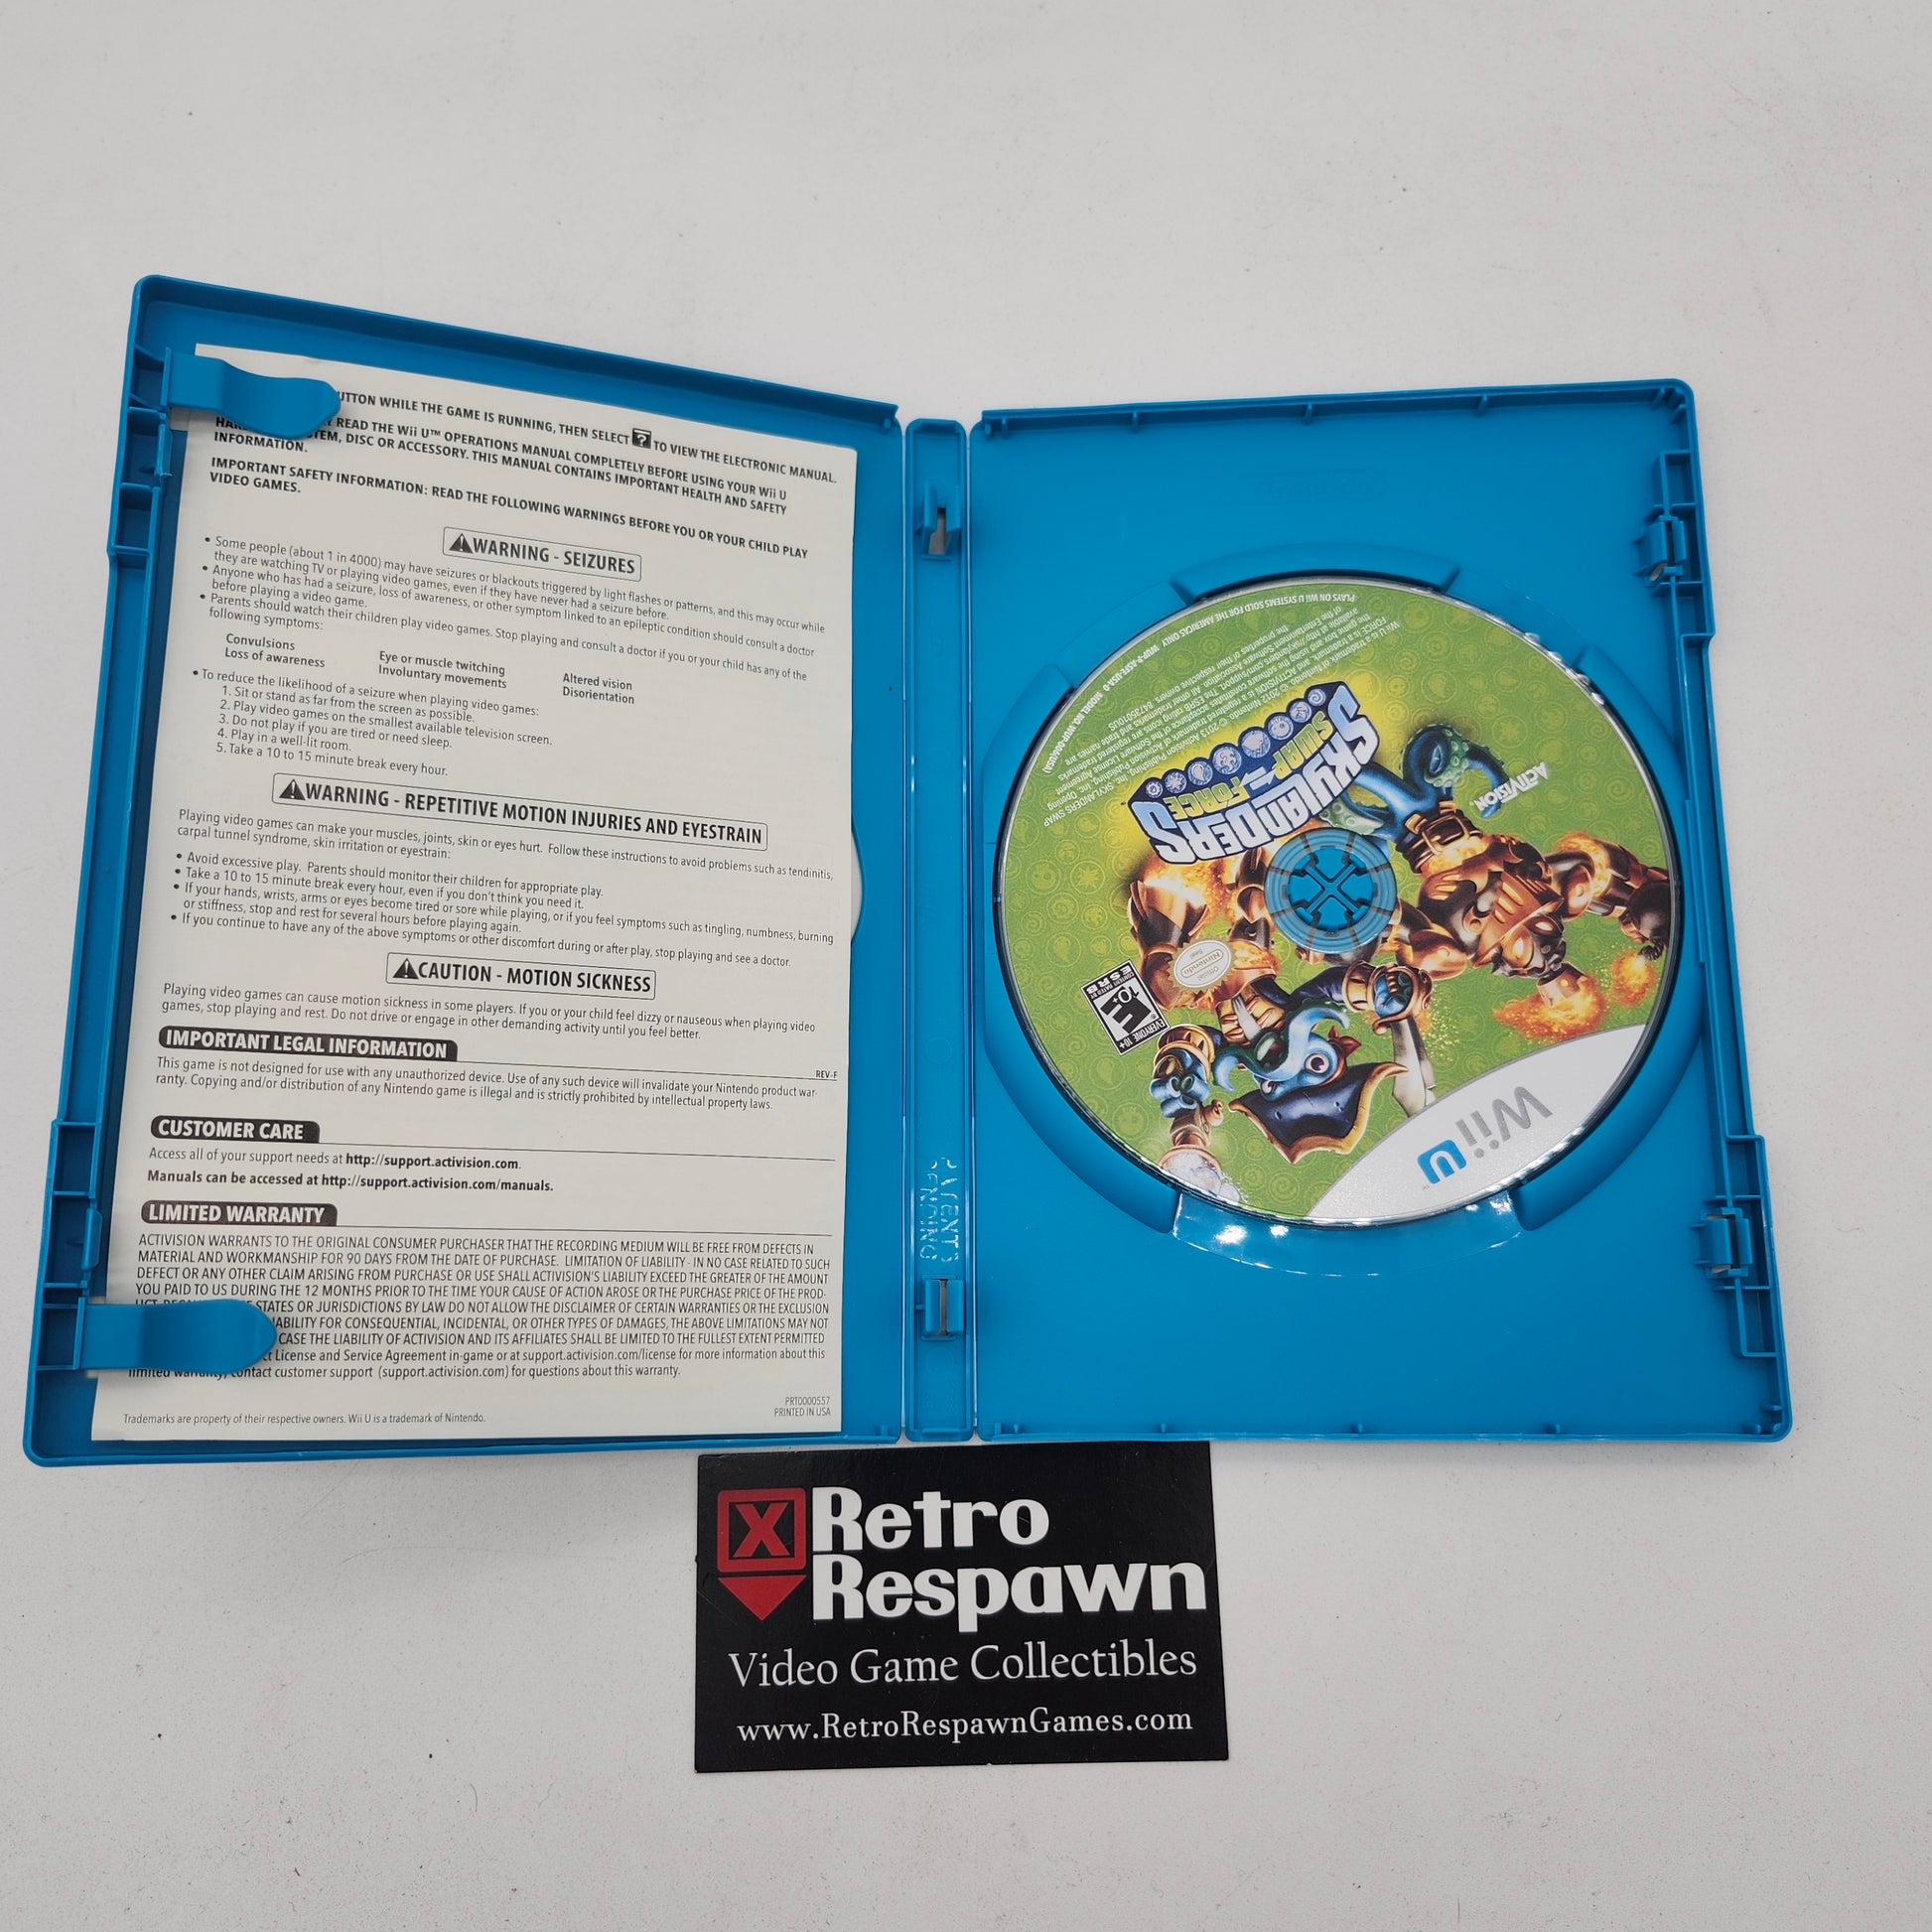 UTTON WHILE THE GAME IS RUNNING, THEN SELECT ? TO VIEW THE ELECTRONIC MANUAL.
READ THE Wii U™ OPERATIONS MANUAL COMPLETELY BEFORE USING YOUR Wii U
HAR TEM, DISC OR ACCESSORY. THIS MANUAL CONTAINS IMPORTANT HEALTH AND SAFETY
INFORMATION.
IMPORTANT SAFETY INFORMATION: READ THE FOLLOWING WARNINGS BEFORE YOU OR YOUR CHILD PLAY
VIDEO GAMES.
WARNING - SEIZURES
• Some people (about 1 in 4000) may have seizures or blackouts triggered by light flashes or patterns, and this may occur while
they are watching TV or playing video games, even if they have never had a seizure before.
• Anyone who has had a seizure, loss of awareness, or other symptom linked to an epileptic condition should consult a doctor
before playing a video game.
• Parents should watch their children play video games. Stop playing and consult a doctor if you or your child has any of the
following symptoms:
Convulsions Eye or muscle twitching Altered vision
Loss of awareness Involuntary movements Disorientation
• To reduce the likelihood of a seizure when playing video games:
1. Sit or stand as far from the screen as possible.
2. Play video games on the smallest available television screen.
3. Do not play if you are tired or need sleep.
4. Play in a well-lit room.
5. Take a 10 to 15 minute break every hour.
WARNING - REPETITIVE MOTION INJURIES AND EYESTRAIN
Playing video games can make your muscles, joints, skin or eyes hurt. Follow these instructions to avoid problems such as tendinitis,
carpal tunnel syndrome, skin irritation or eyestrain:
• Avoid excessive play. Parents should monitor their children for appropriate play.
• Take a 10 to 15 minute break every hour, even if you don't think you need it.
• If your hands, wrists, arms or eyes become tired or sore while playing, or if you feel symptoms such as tingling, numbness, burning
or stiffness, stop and rest for several hours before playing again.
• If you continue to have any of the above symptoms or other discomfort during or after play, stop playing and see a doctor.
CAUTION - MOTION SICKNESS
Playing video games can cause motion sickness in some players. If you or your child feel dizzy or nauseous when playing video
games, stop playing and rest. Do not drive or engage in other demanding activity until you feel better.
IMPORTANT LEGAL INFORMATION
REV-F
This game is not designed for use with any unauthorized device. Use of any such device will invalidate your Nintendo product war-
ranty. Copying and/or distribution of any Nintendo game is illegal and is strictly prohibited by intellectual property laws.
CUSTOMER CARE
Access all of your support needs at http://support.activision.com.
Manuals can be accessed at http://support.activision.com/manuals.
LIMITED WARRANTY
ACTIVISION WARRANTS TO THE ORIGINAL CONSUMER PURCHASER THAT THE RECORDING MEDIUM WILL BE FREE FROM DEFECTS IN
MATERIAL AND WORKMANSHIP FOR 90 DAYS FROM THE DATE OF PURCHASE. LIMITATION OF LIABILITY - IN NO CASE RELATED TO SUCH
DEFECT OR ANY OTHER CLAIM ARISING FROM PURCHASE OR USE SHALL ACTIVISION'S LIABILITY EXCEED THE GREATER OF THE AMOUNT
YOU PAID TO US DURING THE 12 MONTHS PRIOR TO THE TIME YOUR CAUSE OF ACTION AROSE OR THE PURCHASE PRICE OF THE PROD-
UCT. STATES OR JURISDICTIONS BY LAW DO NOT ALLOW THE DISCLAIMER OF CERTAIN WARRANTIES OR THE EXCLUSION
IABILITY FOR CONSEQUENTIAL, INCIDENTAL, OR OTHER TYPES OF DAMAGES, THE ABOVE LIMITATIONS MAY NOT
CASE THE LIABILITY OF ACTIVISION AND ITS AFFILIATES SHALL BE LIMITED TO THE FULLEST EXTENT PERMITTED
ct License and Service Agreement in-game or at support.activision.com/license for more information about this
limited warranty, contact customer support (support.activision.com) for questions about this warranty.
PRT0000557
PRINTED IN USA
Trademarks are property of their respective owners. Wii U is a trademark of Nintendo.
PATENTS
PENDING
Wii U
EVERYONE 10+
E 10+
CONTENT RATED BY
ESRB
Official
Nintendo
Seal
ACTIVISION
SKYLANDERS
SWAP FORCE
PLAYS ON Wii U SYSTEMS SOLD FOR THE AMERICAS ONLY
X Retro
Respawn
Video Game Collectibles
www.RetroRespawnGames.com